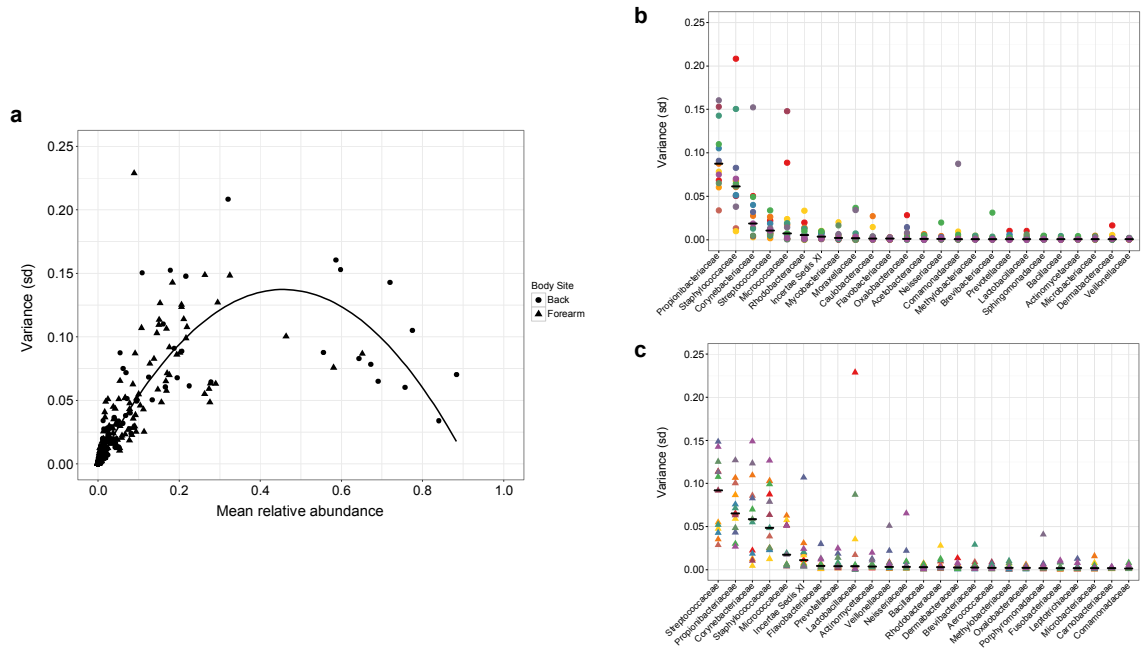 a
0.25
0.20
0.15
0.10
0.05
0.00
Variance (sd)
0.0 0.2 0.4 0.6 0.8 1.0
Mean relative abundance
Body Site
Back
Forearm
b
0.25
0.20
0.15
0.10
0.05
0.00
Variance (sd)
Propionibacteriaceae
Staphylococcaceae
Corynebacteriaceae
Streptococcaceae
Micrococcaceae
Rhodobacteraceae
Incertae Sedis XI
Mycobacteriaceae
Moraxellaceae
Caulobacteraceae
Flavobacteriaceae
Oxalobacteraceae
Acetobacteraceae
Neisseriaceae
Comamonadaceae
Methylobacteriaceae
Brevibacteriaceae
Prevotellaceae
Lactobacillaceae
Sphingomonadaceae
Bacillaceae
Actinomycetaceae
Microbacteriaceae
Dermabacteraceae
Veillonellaceae
c
0.25
0.20
0.15
0.10
0.05
0.00
Variance (sd)
Streptococcaceae
Propionibacteriaceae
Corynebacteriaceae
Staphylococcaceae
Micrococcaceae
Incertae Sedis XI
Flavobacteriaceae
Prevotellaceae
Lactobacillaceae
Actinomycetaceae
Veillonellaceae
Neisseriaceae
Bacillaceae
Rhodobacteraceae
Dermabacteraceae
Brevibacteriaceae
Aerococcaceae
Methylobacteriaceae
Oxalobacteraceae
Porphyromonadaceae
Fusobacteriaceae
Leptotrichiaceae
Microbacteriaceae
Carnobacteriaceae
Comamonadaceae